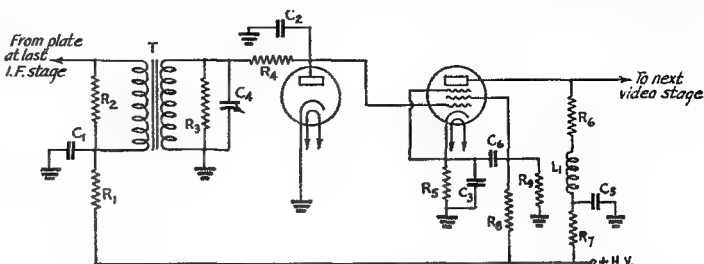 From plate
at last
I.F. stage
T
C2
R4
R2
C4
R3
C1
R1
To next
video stage
R6
C6
L1
R5
C3
R9
C5
R8
R7
+H.V.